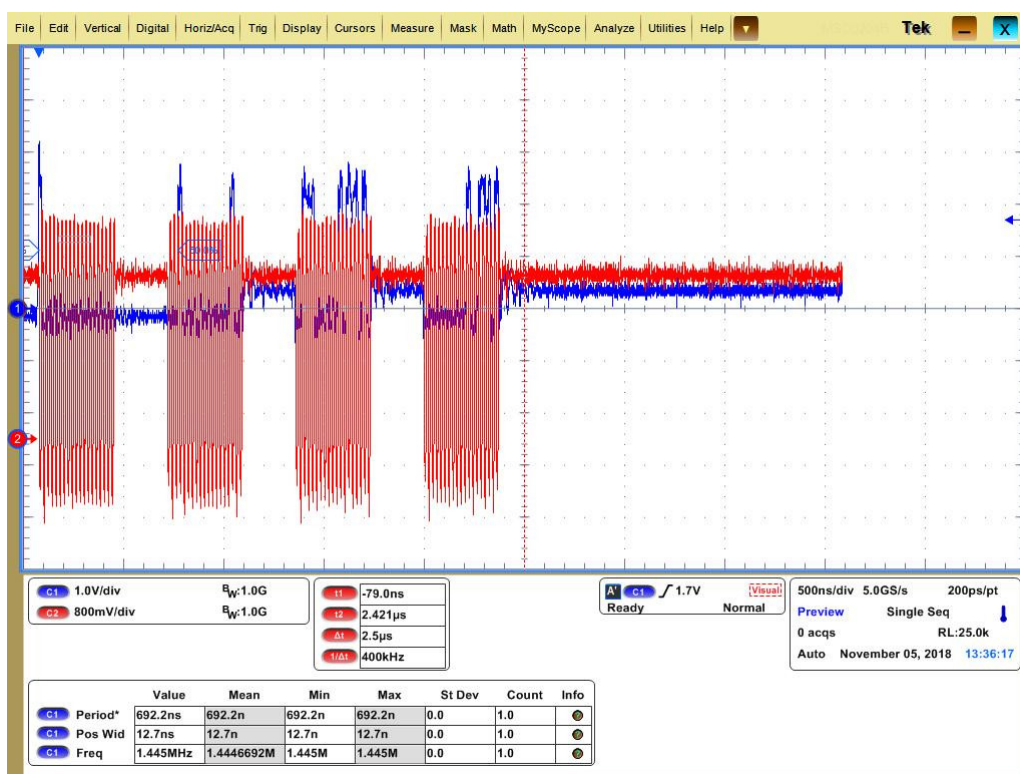 File Edit Vertical Digital Horiz/Acq Trig Display Cursors Measure Mask Math MyScope Analyze Utilities Help Tek X
1
2
C1 1.0V/div BW:1.0G
C2 800mV/div BW:1.0G
t1 -79.0ns
t2 2.421µs
Δt 2.5µs
1/Δt 400kHz
A' C1 1.7V Visual
Ready Normal
500ns/div 5.0GS/s 200ps/pt
Preview Single Seq
0 acqs RL:25.0k
Auto November 05, 2018 13:36:17
Value Mean Min Max St Dev Count Info
C1 Period* 692.2ns 692.2n 692.2n 692.2n 0.0 1.0
C1 Pos Wid 12.7ns 12.7n 12.7n 12.7n 0.0 1.0
C1 Freq 1.445MHz 1.4446692M 1.445M 1.445M 0.0 1.0